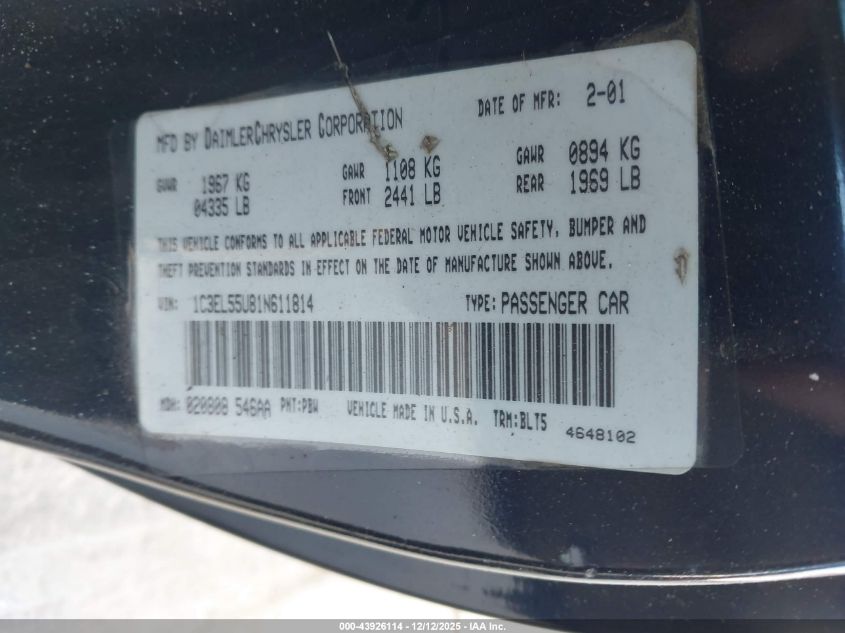 MFD BY DAIMLERCHRYSLER CORPORATION DATE OF MFR: 2-01
GVWR 1967 KG GAWR 1108 KG GAWR 0894 KG
04335 LB FRONT 2441 LB REAR 1969 LB
THIS VEHICLE CONFORMS TO ALL APPLICABLE FEDERAL MOTOR VEHICLE SAFETY, BUMPER AND
THEFT PREVENTION STANDARDS IN EFFECT ON THE DATE OF MANUFACTURE SHOWN ABOVE.
VIN: 1C3EL55U81N611814 TYPE: PASSENGER CAR
MDH: 020808 546AA PNT:PBW VEHICLE MADE IN U.S.A. TRM:BLT5
4648102
000-43926114 - 12/12/2025 - IAA Inc.